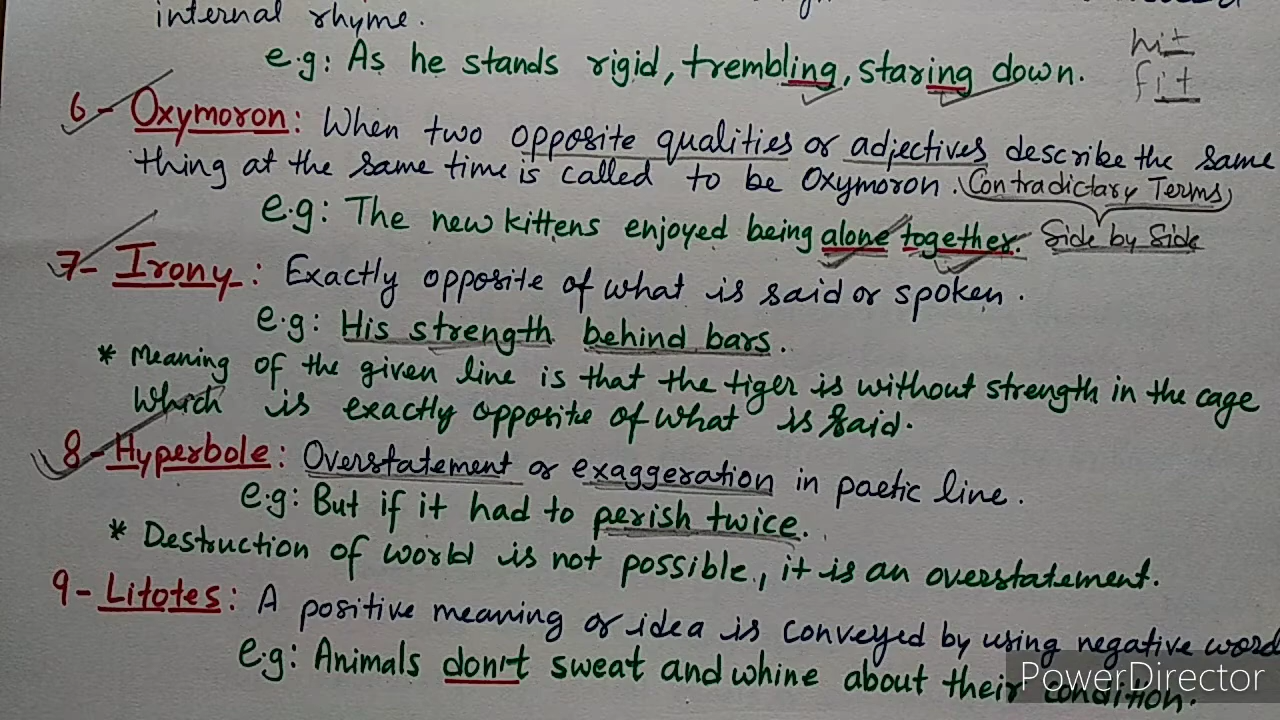 internal rhyme.
e.g: As he stands rigid, trembling, staring down.
hit
fit
6- Oxymoron: When two opposite qualities or adjectives describe the same
thing at the same time is called to be Oxymoron. (Contradictary Terms)
e.g: The new kittens enjoyed being alone together. Side by Side
7- Irony: Exactly opposite of what is said or spoken.
e.g: His strength behind bars.
* Meaning of the given line is that the tiger is without strength in the cage
Which is exactly opposite of what is said.
8- Hyperbole: Overstatement or exaggeration in paetic line.
e.g: But if it had to perish twice.
* Destruction of world is not possible, it is an overstatement.
9- Litotes: A positive meaning or idea is conveyed by using negative word
e.g: Animals don't sweat and whine about their condition.
PowerDirector